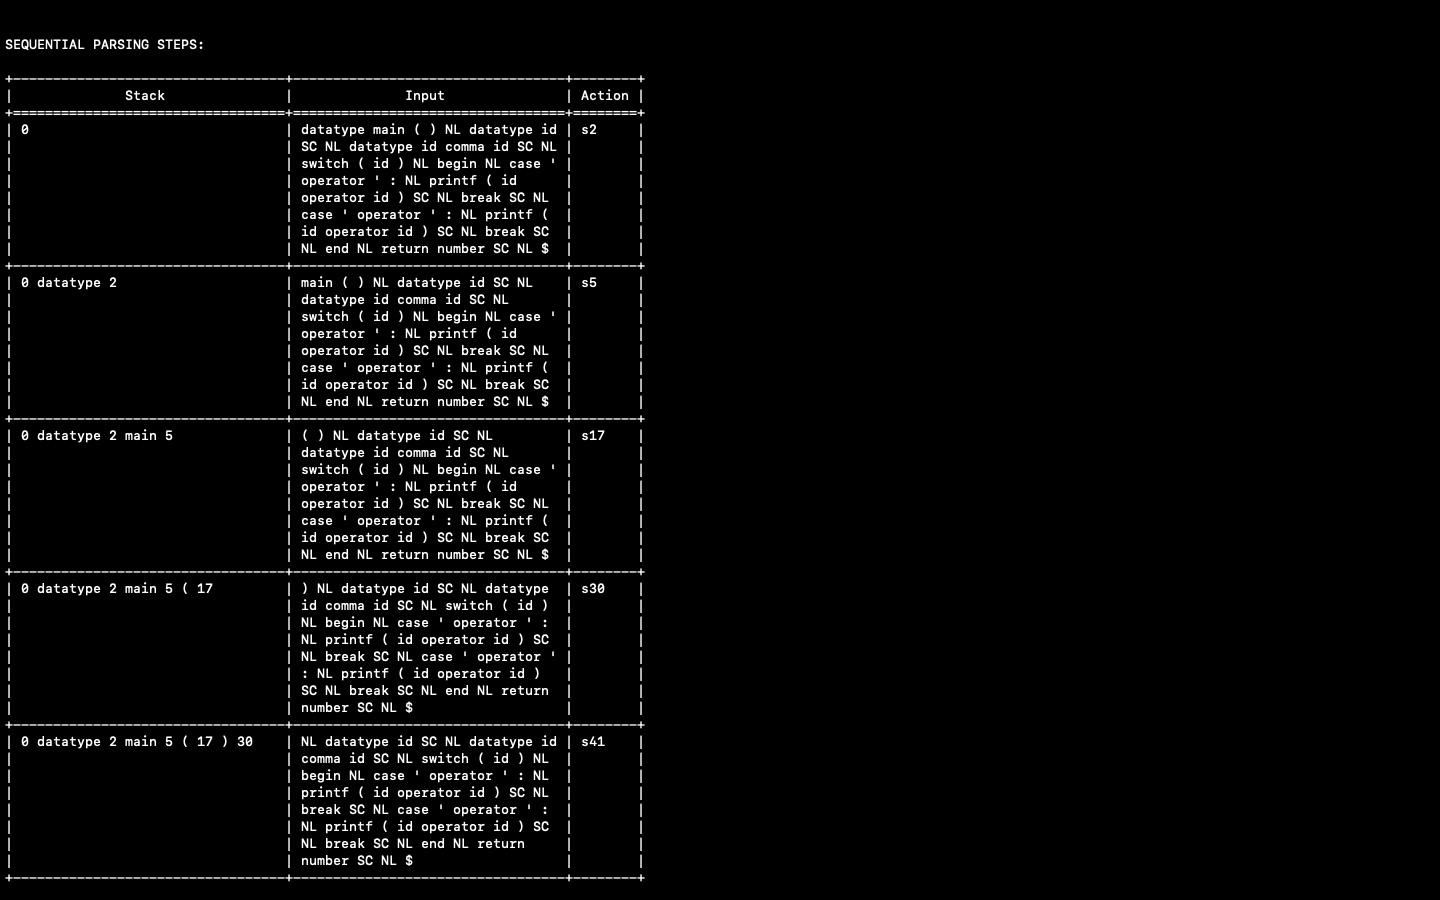 SEQUENTIAL PARSING STEPS:
Stack | Input | Action
0 | datatype main ( ) NL datatype id | s2
SC NL datatype id comma id SC NL
switch ( id ) NL begin NL case '
operator ' : NL printf ( id
operator id ) SC NL break SC NL
case ' operator ' : NL printf (
id operator id ) SC NL break SC
NL end NL return number SC NL $
0 datatype 2 | main ( ) NL datatype id SC NL | s5
datatype id comma id SC NL
switch ( id ) NL begin NL case '
operator ' : NL printf ( id
operator id ) SC NL break SC NL
case ' operator ' : NL printf (
id operator id ) SC NL break SC
NL end NL return number SC NL $
0 datatype 2 main 5 | ( ) NL datatype id SC NL | s17
datatype id comma id SC NL
switch ( id ) NL begin NL case '
operator ' : NL printf ( id
operator id ) SC NL break SC NL
case ' operator ' : NL printf (
id operator id ) SC NL break SC
NL end NL return number SC NL $
0 datatype 2 main 5 ( 17 | ) NL datatype id SC NL datatype | s30
id comma id SC NL switch ( id )
NL begin NL case ' operator ' :
NL printf ( id operator id ) SC
NL break SC NL case ' operator '
: NL printf ( id operator id )
SC NL break SC NL end NL return
number SC NL $
0 datatype 2 main 5 ( 17 ) 30 | NL datatype id SC NL datatype id | s41
comma id SC NL switch ( id ) NL
begin NL case ' operator ' : NL
printf ( id operator id ) SC NL
break SC NL case ' operator ' :
NL printf ( id operator id ) SC
NL break SC NL end NL return
number SC NL $